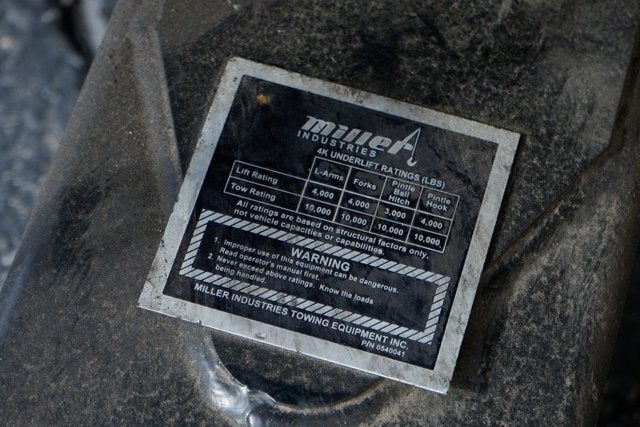 miller
INDUSTRIES
4K UNDERLIFT RATINGS (LBS)
L-Arms Forks Pintle Ball Hitch Pintle Hook
Lift Rating 4,000 4,000 3,000 4,000
Tow Rating 10,000 10,000 10,000 10,000
All ratings are based on structural factors only,
not vehicle capacities or capabilities.
WARNING
1. Improper use of this equipment can be dangerous.
Read operator's manual first.
2. Never exceed above ratings. Know the loads
being handled.
MILLER INDUSTRIES TOWING EQUIPMENT INC.
P/N 0540041